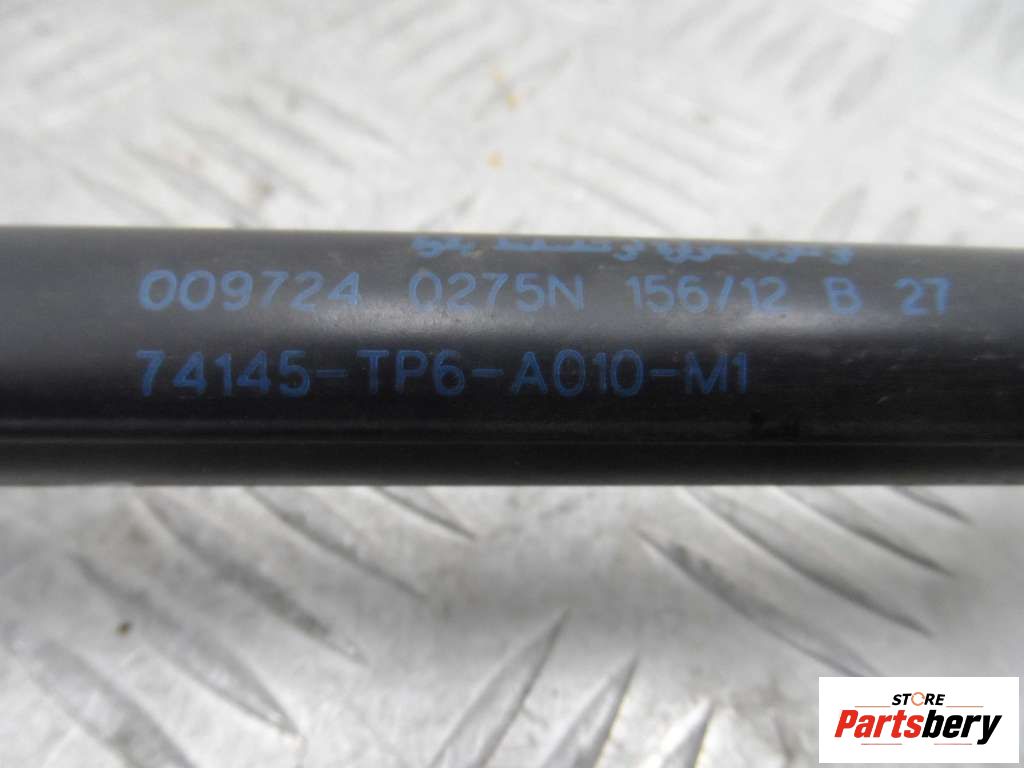 009724 0275N 156/12 B 27
74145-TP6-A010-M1
STORE
Partsbery